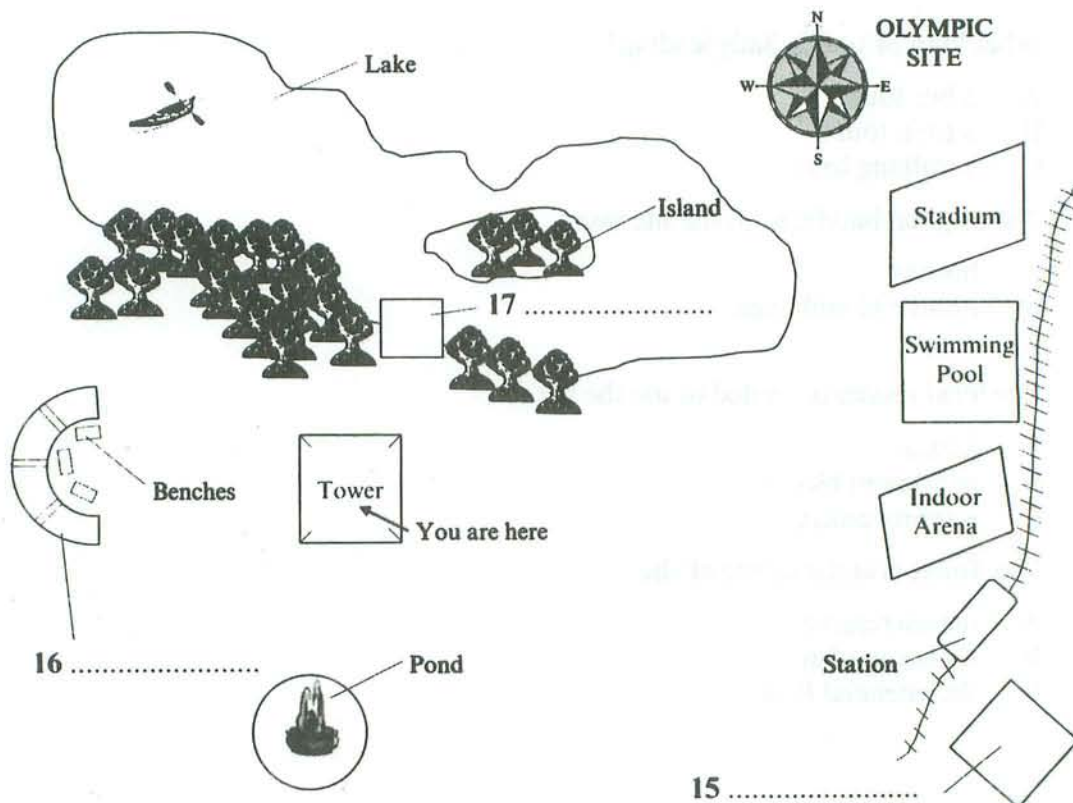 N
OLYMPIC
SITE
W
E
S
Lake
Stadium
Island
17 ..............................
Swimming
Pool
Benches
Tower
You are here
Indoor
Arena
16 ..............................
Pond
Station
15 ..............................